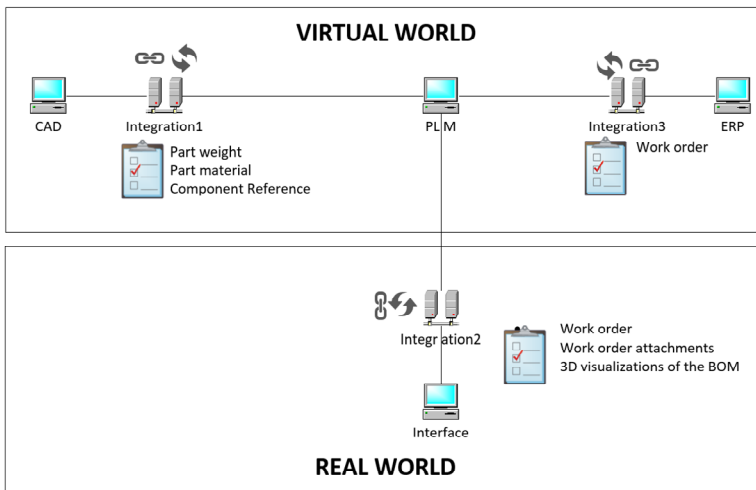 VIRTUAL WORLD
CAD
Integration1
PLM
Integration3
ERP
Part weight
Part material
Component Reference
Work order
Integration2
Work order
Work order attachments
3D visualizations of the BOM
Interface
REAL WORLD